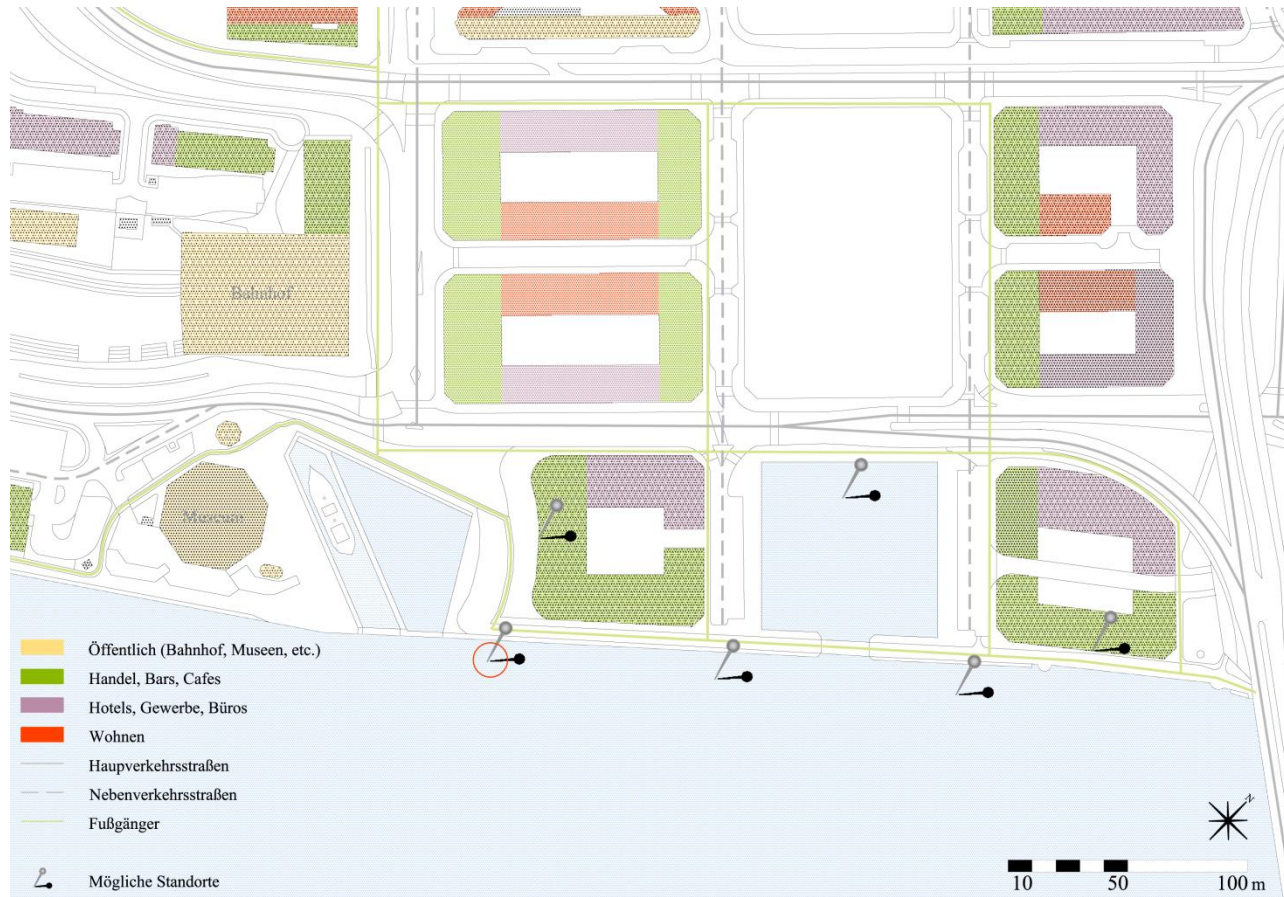 Bahnhof
Museum
Öffentlich (Bahnhof, Museen, etc.)
Handel, Bars, Cafes
Hotels, Gewerbe, Büros
Wohnen
Haupverkehrsstraßen
Nebenverkehrsstraßen
Fußgänger
Mögliche Standorte
N
10 50 100 m